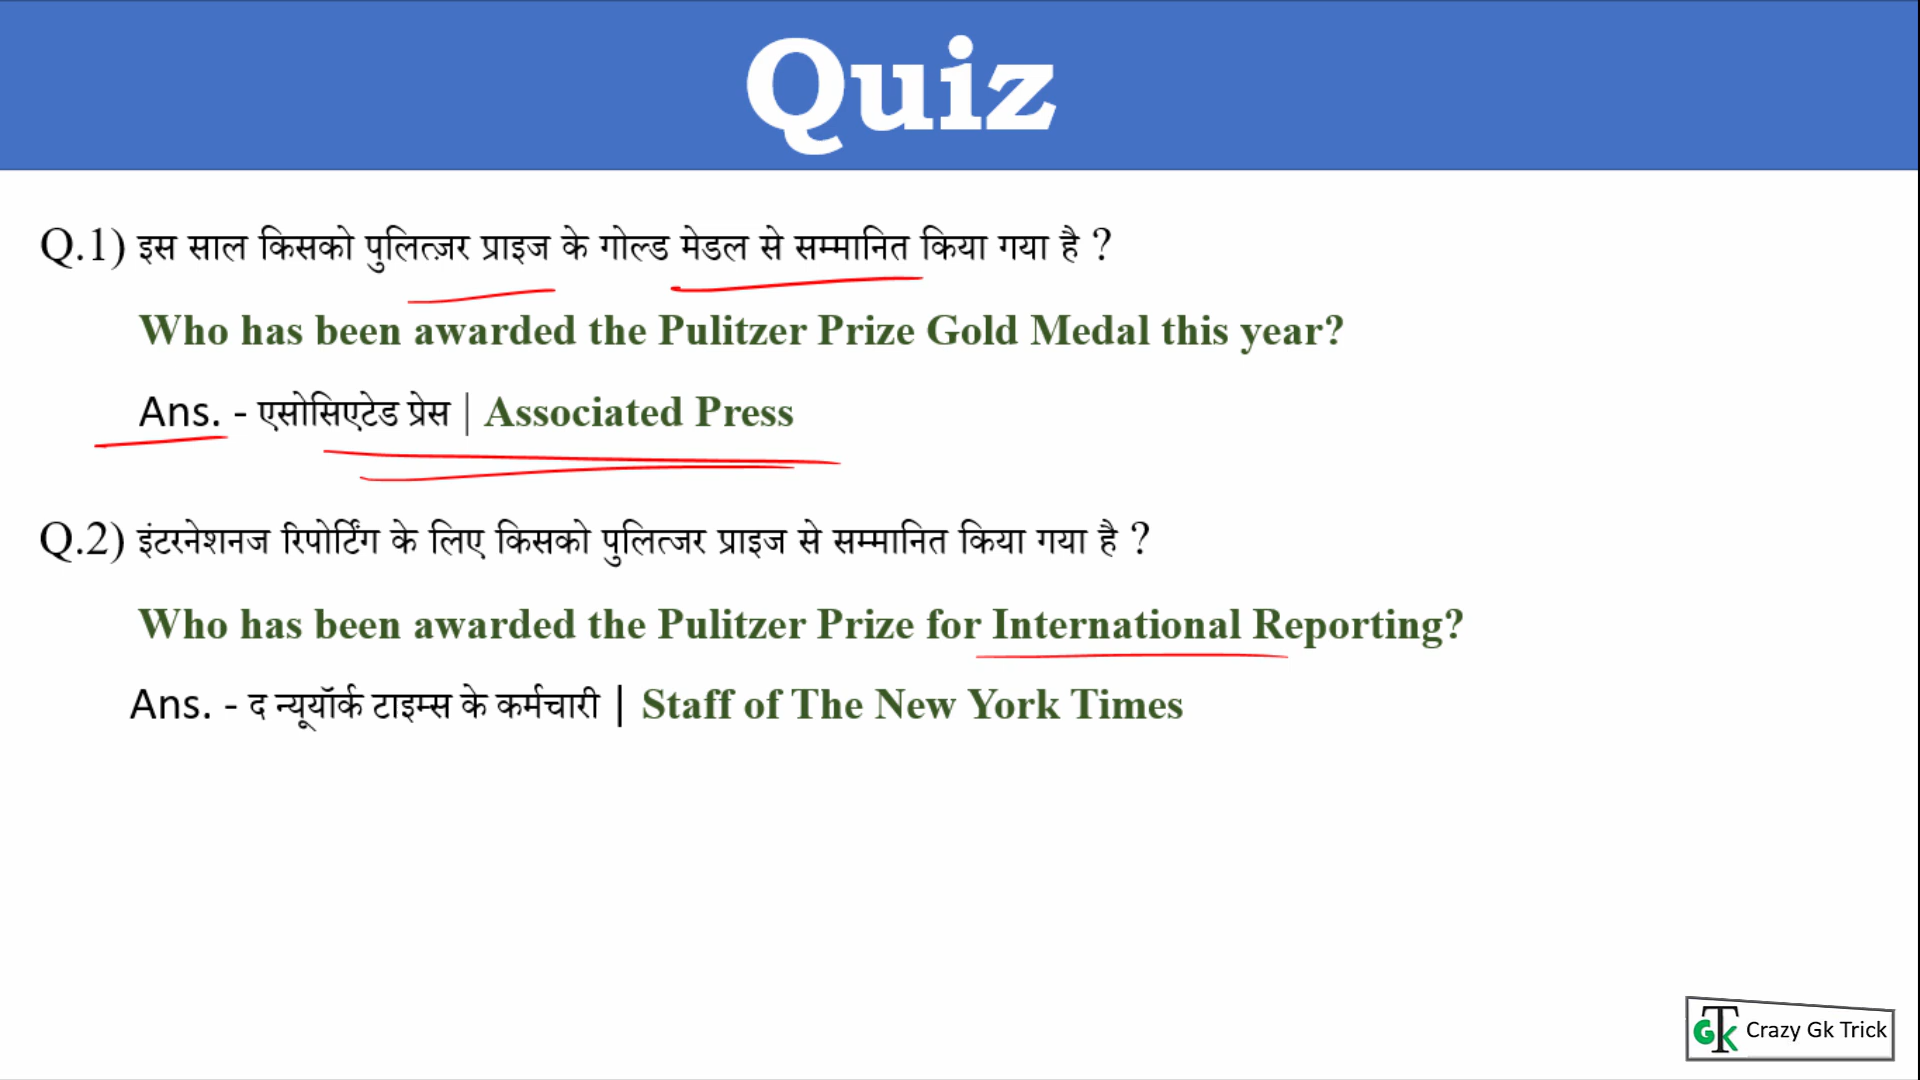 Quiz
Q.1) इस साल किसको पुलित्ज़र प्राइज के गोल्ड मेडल से सम्मानित किया गया है ?
Who has been awarded the Pulitzer Prize Gold Medal this year?
Ans. - एसोसिएटेड प्रेस | Associated Press
Q.2) इंटरनेशनज रिपोर्टिंग के लिए किसको पुलित्जर प्राइज से सम्मानित किया गया है ?
Who has been awarded the Pulitzer Prize for International Reporting?
Ans. - द न्यूयॉर्क टाइम्स के कर्मचारी | Staff of The New York Times
GTK Crazy Gk Trick